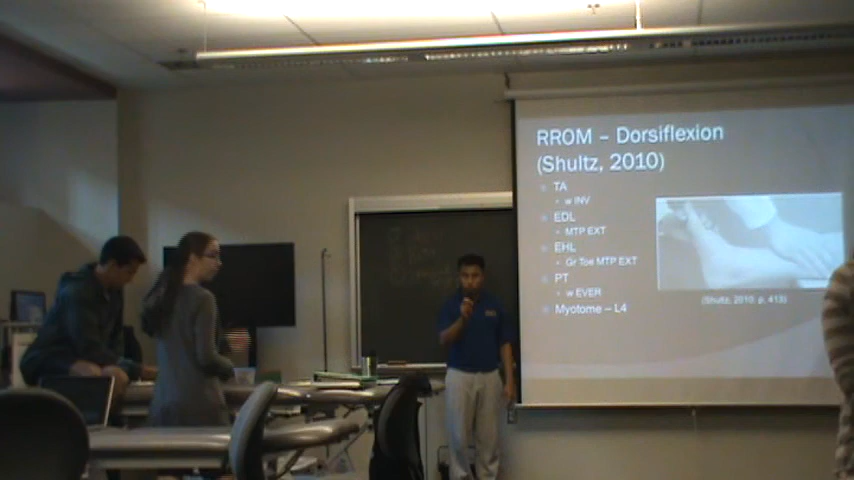 RROM – Dorsiflexion
(Shultz, 2010)
TA
w INV
EDL
MTP EXT
EHL
Gr Toe MTP EXT
PT
w EVER
Myotome – L4
(Shultz, 2010, p. 413)